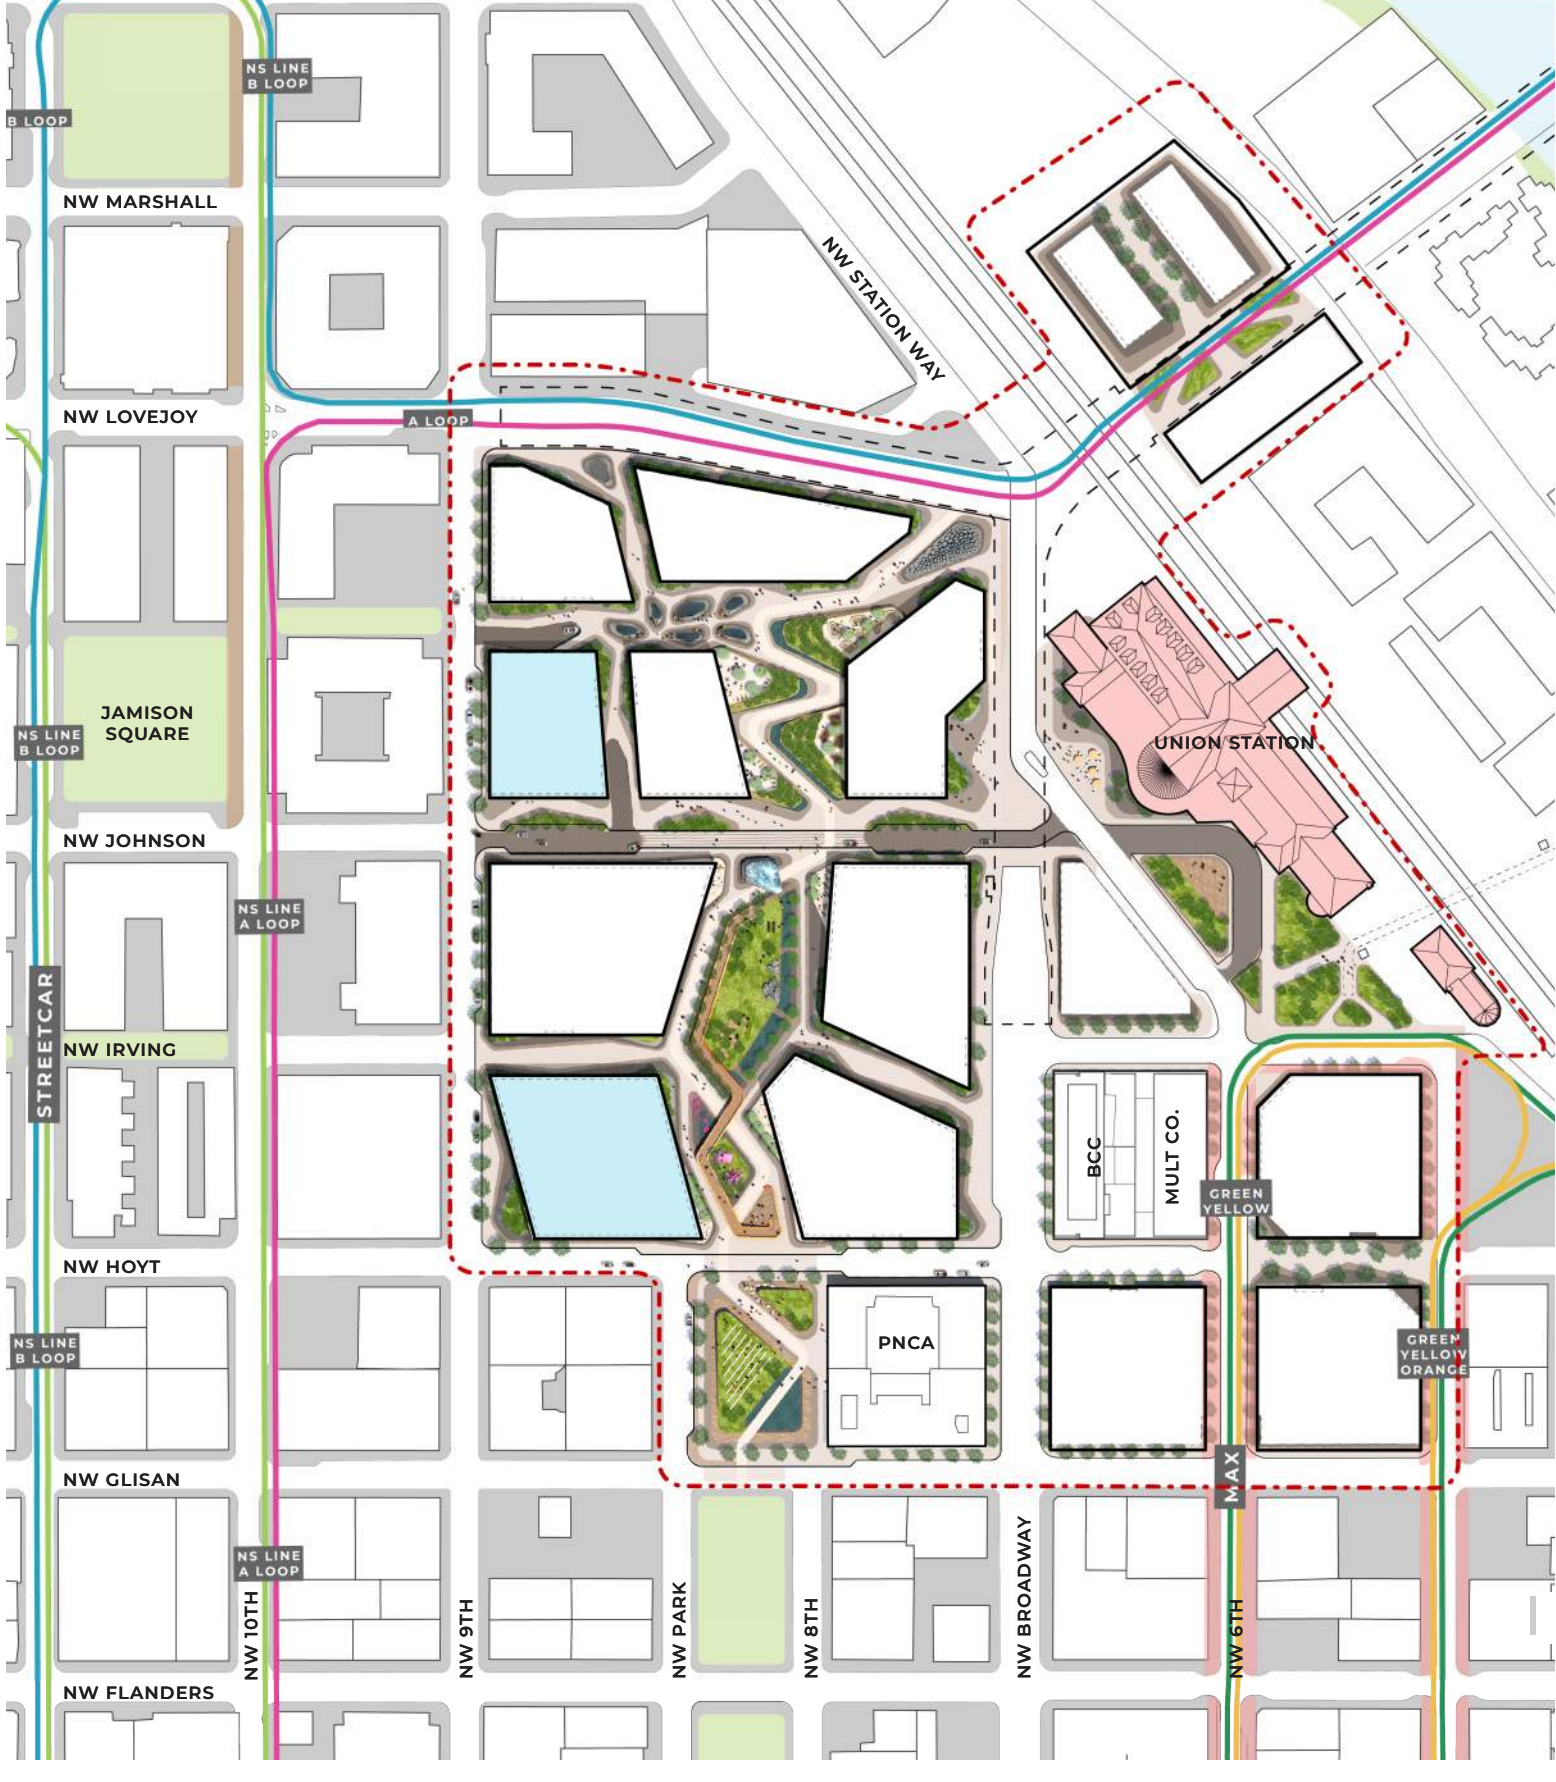 NS LINE
B LOOP
B LOOP
NW MARSHALL
NW STATION WAY
NW LOVEJOY
A LOOP
JAMISON
SQUARE
NS LINE
B LOOP
UNION STATION
NW JOHNSON
NS LINE
A LOOP
STREETCAR
NW IRVING
BCC
MULT CO.
GREEN
YELLOW
NW HOYT
NS LINE
B LOOP
PNCA
GREEN
YELLOW
ORANGE
NW GLISAN
MAX
NS LINE
A LOOP
NW 10TH
NW 9TH
NW PARK
NW 8TH
NW BROADWAY
NW 6TH
NW FLANDERS